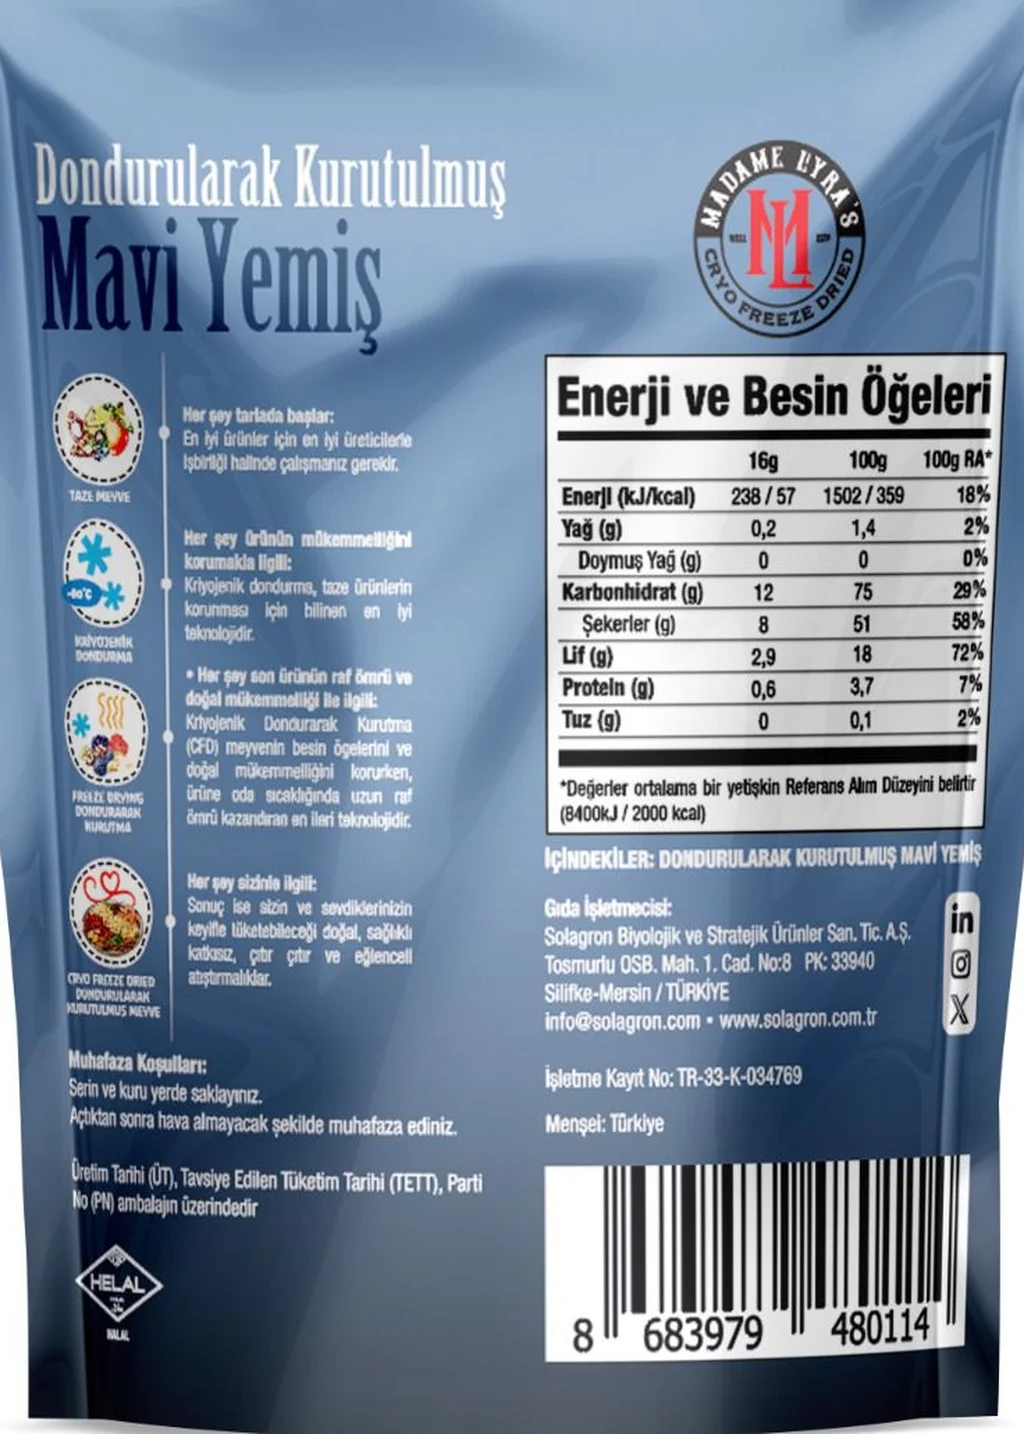 Dondurularak Kurutulmuş
Mavi Yemiş
MADAME L'YRA'S
ML
CRYO FREEZE DRIED
TAZE MEYVE
Her şey tarlada başlar:
En iyi ürünler için en iyi üreticilerle
işbirliği halinde çalışmanız gerekir.
-80°C
KRİYOJENİK
DONDURMA
Her şey ürünün mükemmelliğini
korumakla ilgili:
Kriyojenik dondurma, taze ürünlerin
korunması için bilinen en iyi
teknolojidir.
FREEZE DRYING
DONDURARAK
KURUTMA
• Her şey son ürünün raf ömrü ve
doğal mükemmelliği ile ilgili:
Kriyojenik Dondurarak Kurutma
(CFD) meyvenin besin ögelerini ve
doğal mükemmelliğini korurken,
ürüne oda sıcaklığında uzun raf
ömrü kazandıran en ileri teknolojidir.
CRYO FREEZE DRIED
DONDURULARAK
KURUTULMUŞ MEYVE
Her şey sizinle ilgili:
Sonuç ise sizin ve sevdiklerinizin
keyifle tüketebileceği doğal, sağlıklı
katkısız, çıtır çıtır ve eğlenceli
atıştırmalıklar.
Muhafaza Koşulları:
Serin ve kuru yerde saklayınız.
Açtıktan sonra hava almayacak şekilde muhafaza ediniz.
Üretim Tarihi (ÜT), Tavsiye Edilen Tüketim Tarihi (TETT), Parti
No (PN) ambalajın üzerindedir
HELAL
HALAL
Enerji ve Besin Öğeleri
16g 100g 100g RA*
Enerji (kJ/kcal) 238 / 57 1502 / 359 18%
Yağ (g) 0,2 1,4 2%
Doymuş Yağ (g) 0 0 0%
Karbonhidrat (g) 12 75 29%
Şekerler (g) 8 51 58%
Lif (g) 2,9 18 72%
Protein (g) 0,6 3,7 7%
Tuz (g) 0 0,1 2%
*Değerler ortalama bir yetişkin Referans Alım Düzeyini belirtir
(8400kJ / 2000 kcal)
İÇİNDEKİLER: DONDURULARAK KURUTULMUŞ MAVİ YEMİŞ
Gıda İşletmecisi:
Solagron Biyolojik ve Stratejik Ürünler San. Tic. A.Ş.
Tosmurlu OSB. Mah. 1. Cad. No:8 PK: 33940
Silifke-Mersin / TÜRKİYE
info@solagron.com • www.solagron.com.tr
in
X
İşletme Kayıt No: TR-33-K-034769
Menşei: Türkiye
8 683979 480114